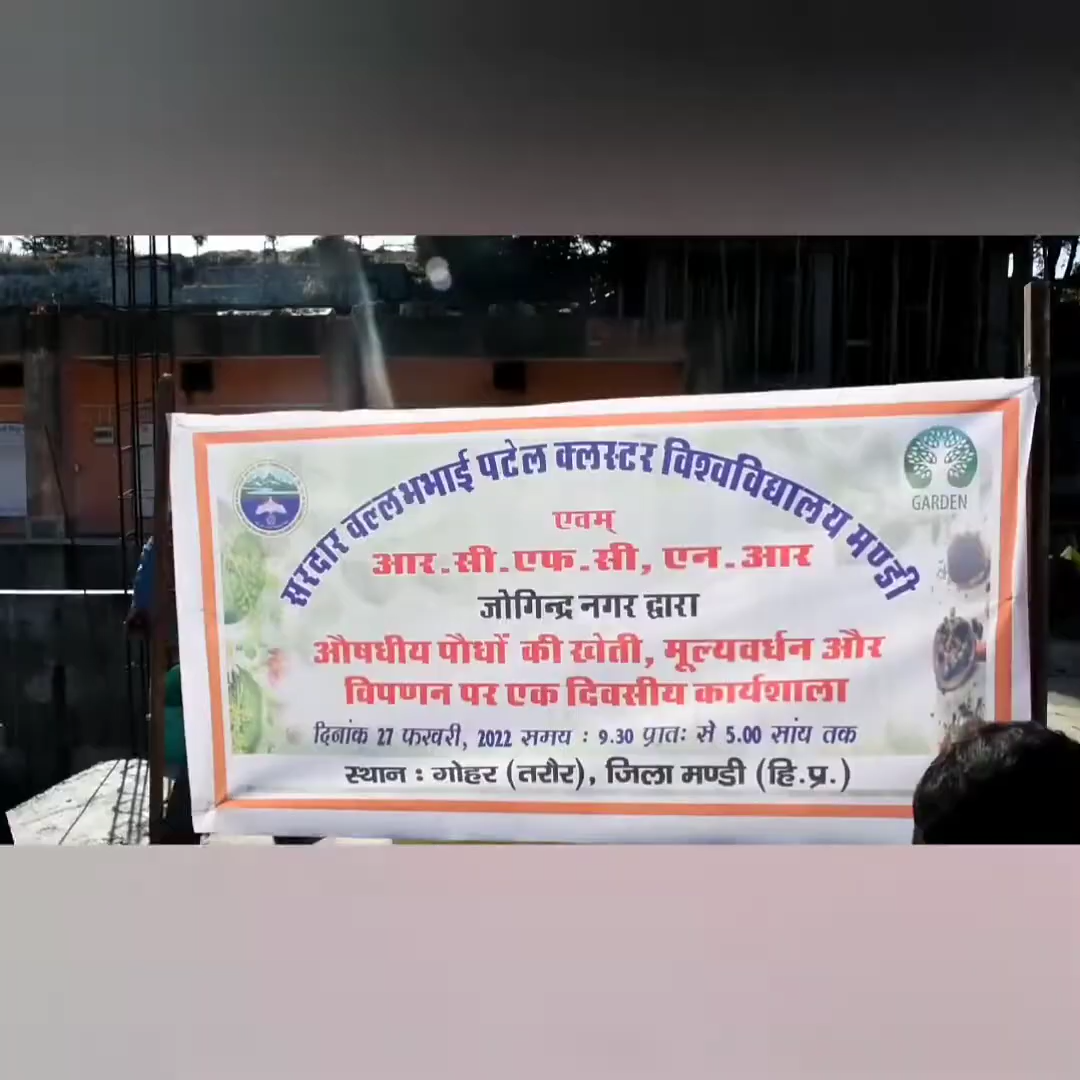 सरदार वल्लभभाई पटेल क्लस्टर विश्वविद्यालय मण्डी
GARDEN
एवम्
आर.सी.एफ.सी, एन.आर
जोगिन्द्र नगर द्वारा
औषधीय पौधों की खेती, मूल्यवर्धन और
विपणन पर एक दिवसीय कार्यशाला
दिनांक 27 फरवरी, 2022 समय : 9.30 प्रातः से 5.00 सांय तक
स्थान : गोहर (तरौर), जिला मण्डी (हि.प्र.)